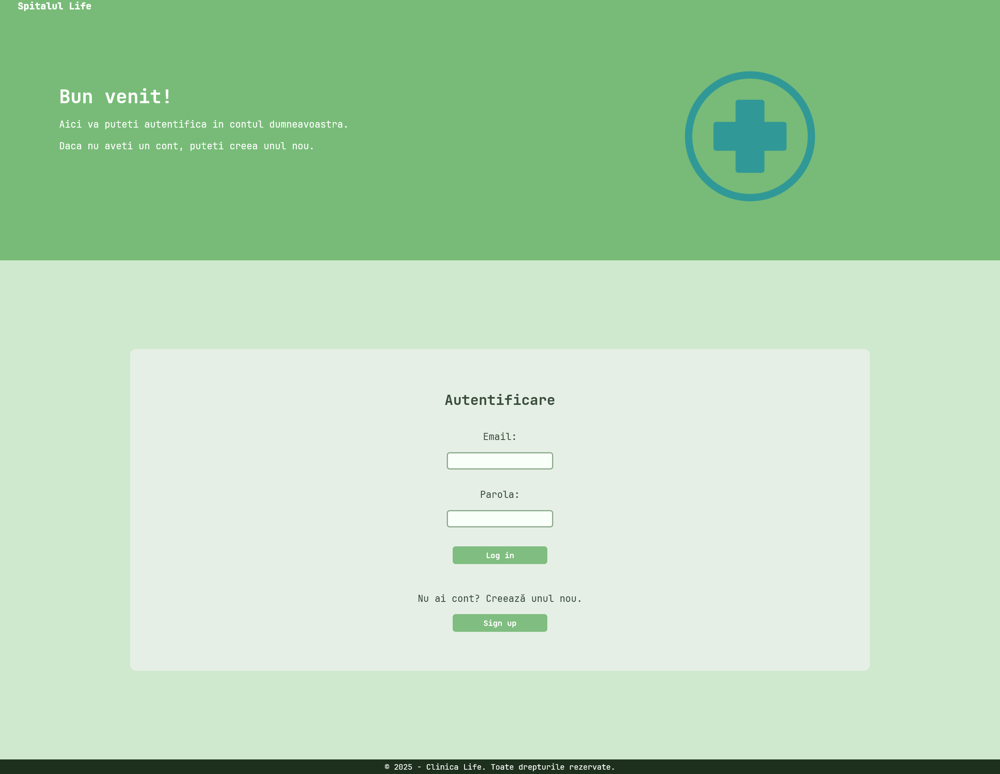 Spitalul Life
Bun venit!
Aici va puteti autentifica in contul dumneavoastra.
Daca nu aveti un cont, puteti creea unul nou.
Autentificare
Email:
Parola:
Log in
Nu ai cont? Creează unul nou.
Sign up
© 2025 - Clinica Life. Toate drepturile rezervate.